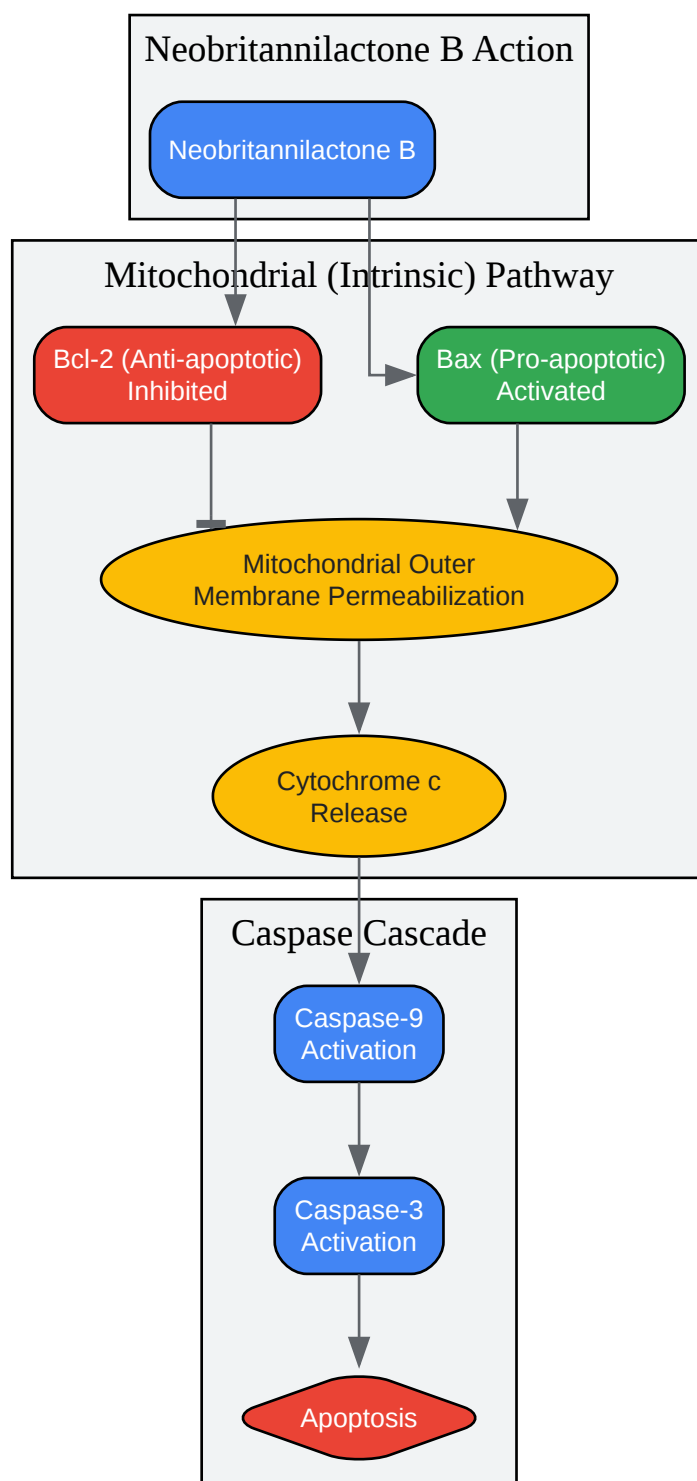 Neobritannilactone B Action
Neobritannilactone B
Mitochondrial (Intrinsic) Pathway
Bcl-2 (Anti-apoptotic)
Inhibited
Bax (Pro-apoptotic)
Activated
Mitochondrial Outer
Membrane Permeabilization
Cytochrome c
Release
Caspase Cascade
Caspase-9
Activation
Caspase-3
Activation
Apoptosis